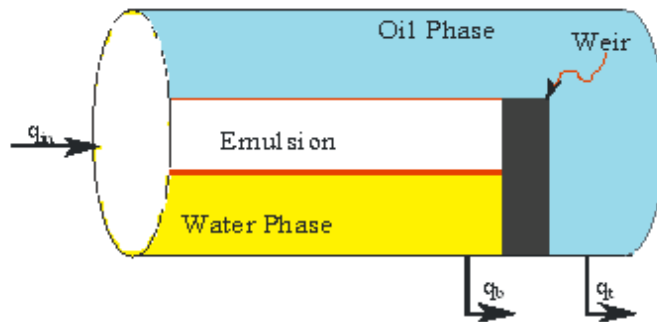 Oil Phase
Weir
q_in
Emulsion
Water Phase
q_b
q_t